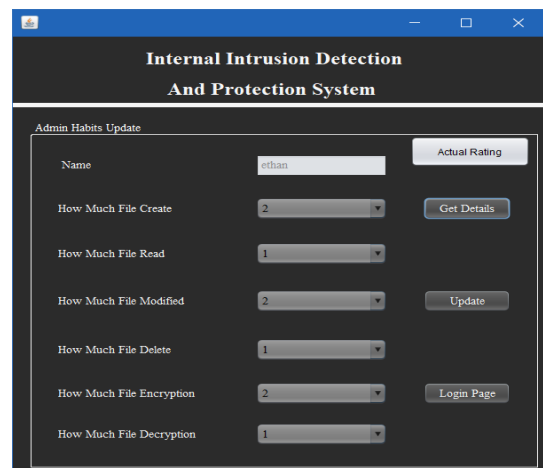 Internal Intrusion Detection
And Protection System
Admin Habits Update
Actual Rating
Name
ethan
How Much File Create
2
Get Details
How Much File Read
1
How Much File Modified
2
Update
How Much File Delete
1
How Much File Encryption
2
Login Page
How Much File Decryption
1